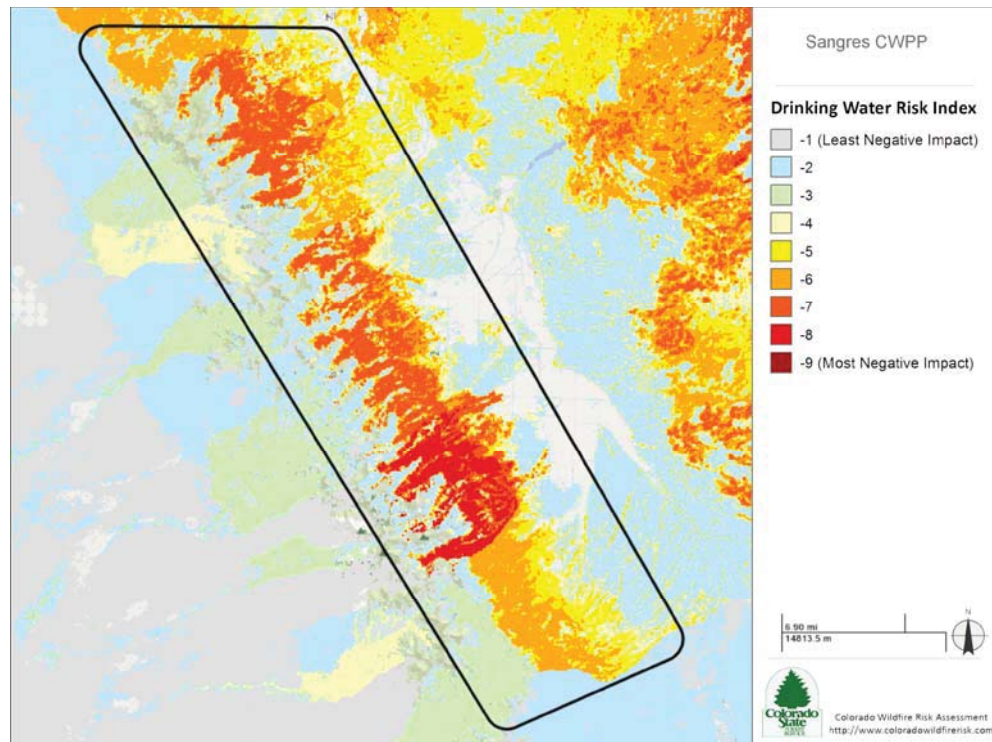 Sangres CWPP
Drinking Water Risk Index
-1 (Least Negative Impact)
-2
-3
-4
-5
-6
-7
-8
-9 (Most Negative Impact)
6.90 mi
14813.5 m
N
Colorado
State
Colorado Wildfire Risk Assessment
http://www.coloradowildfirerisk.com